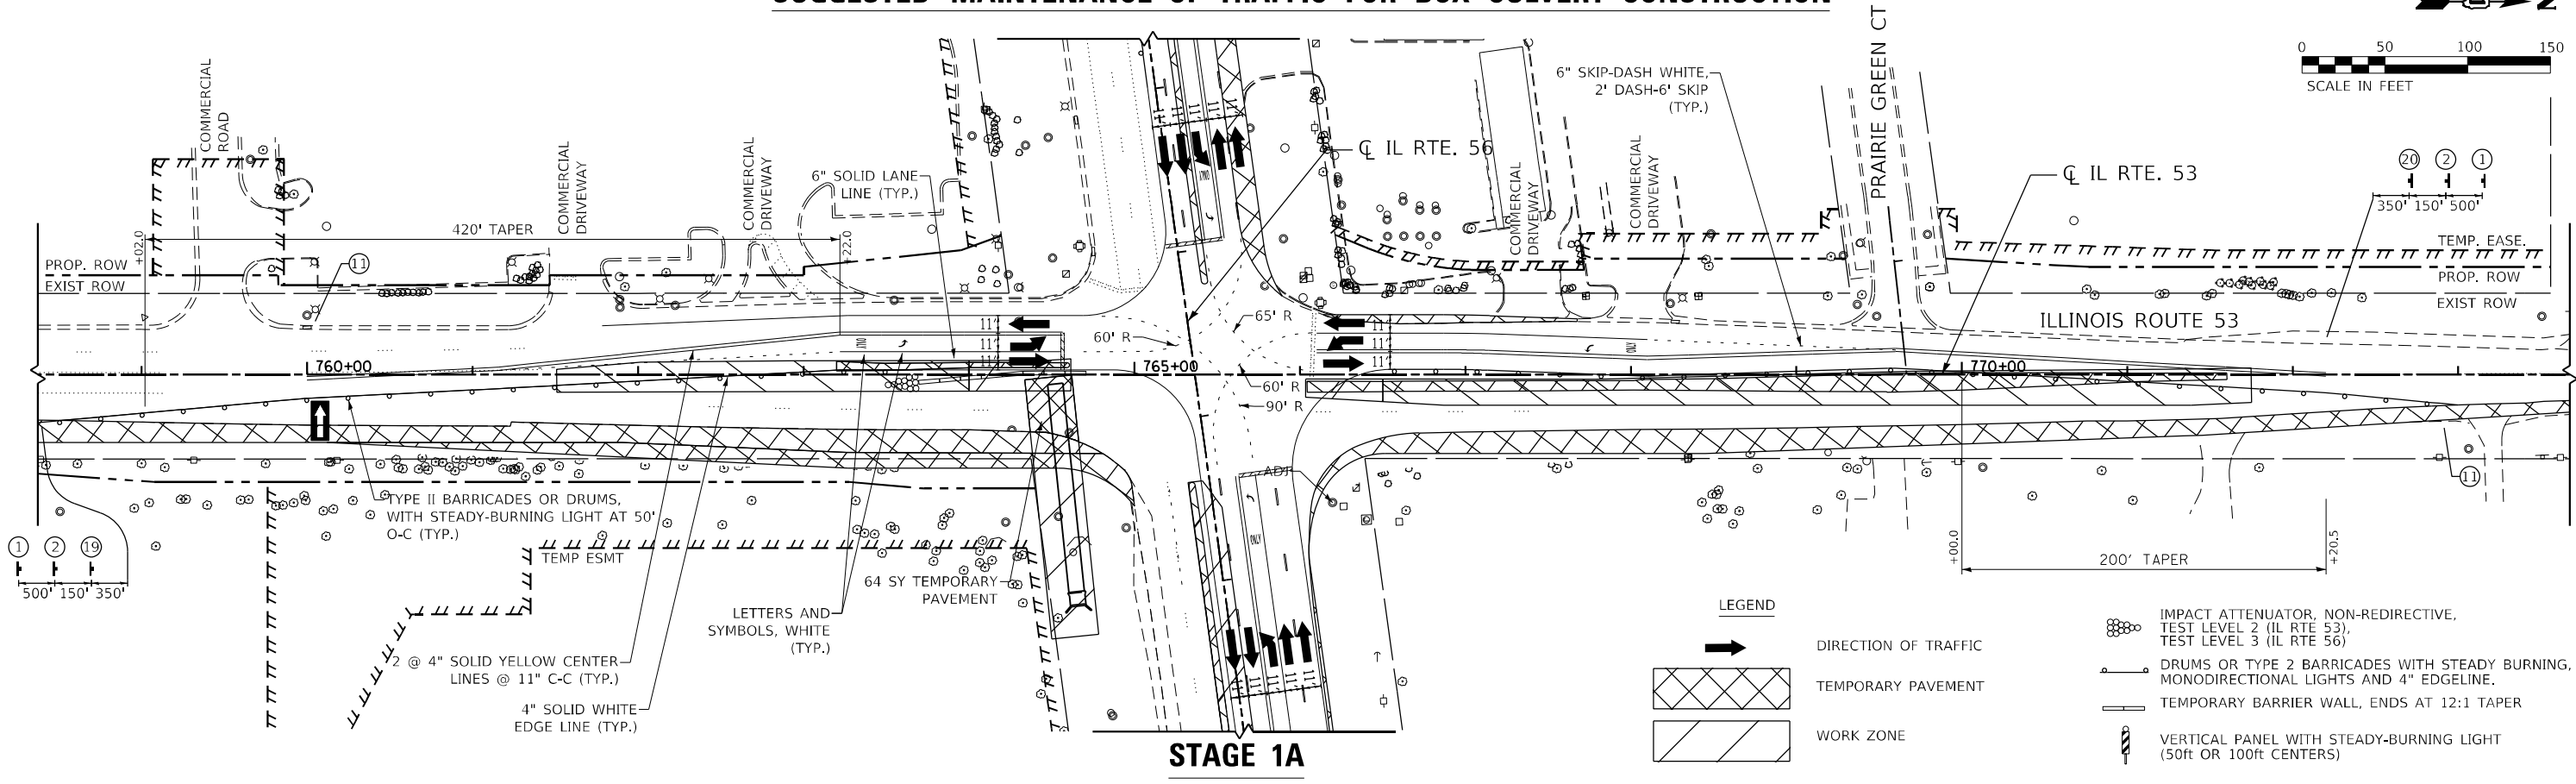 SUGGESTED MAINTENANCE OF TRAFFIC FOR BOX CULVERT CONSTRUCTION
N
0 50 100 150
SCALE IN FEET
COMMERCIAL
ROAD
COMMERCIAL
DRIVEWAY
COMMERCIAL
DRIVEWAY
6" SOLID LANE
LINE (TYP.)
420' TAPER
+02.0
+22.0
PROP. ROW
EXIST ROW
11
℄ IL RTE. 56
6" SKIP-DASH WHITE,
2' DASH-6' SKIP
(TYP.)
COMMERCIAL
DRIVEWAY
COMMERCIAL
DRIVEWAY
PRAIRIE GREEN CT
℄ IL RTE. 53
20 2 1
350' 150' 500'
TEMP. EASE.
PROP. ROW
EXIST ROW
ILLINOIS ROUTE 53
11'
11'
11'
11'
11'
11'
65' R
60' R
60' R
90' R
760+00
765+00
770+00
ADJ
ONLY
11
TYPE II BARRICADES OR DRUMS,
WITH STEADY-BURNING LIGHT AT 50'
O-C (TYP.)
1 2 19
500' 150' 350'
TEMP ESMT
64 SY TEMPORARY
PAVEMENT
LETTERS AND
SYMBOLS, WHITE
(TYP.)
2 @ 4" SOLID YELLOW CENTER
LINES @ 11" C-C (TYP.)
4" SOLID WHITE
EDGE LINE (TYP.)
+00.0
200' TAPER
+20.5
STAGE 1A
LEGEND
DIRECTION OF TRAFFIC
TEMPORARY PAVEMENT
WORK ZONE
IMPACT ATTENUATOR, NON-REDIRECTIVE,
TEST LEVEL 2 (IL RTE 53),
TEST LEVEL 3 (IL RTE 56)
DRUMS OR TYPE 2 BARRICADES WITH STEADY BURNING,
MONODIRECTIONAL LIGHTS AND 4" EDGELINE.
TEMPORARY BARRIER WALL, ENDS AT 12:1 TAPER
VERTICAL PANEL WITH STEADY-BURNING LIGHT
(50ft OR 100ft CENTERS)